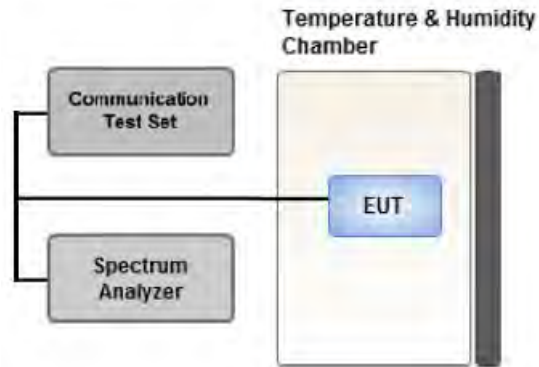 Temperature & Humidity
Chamber
Communication
Test Set
EUT
Spectrum
Analyzer